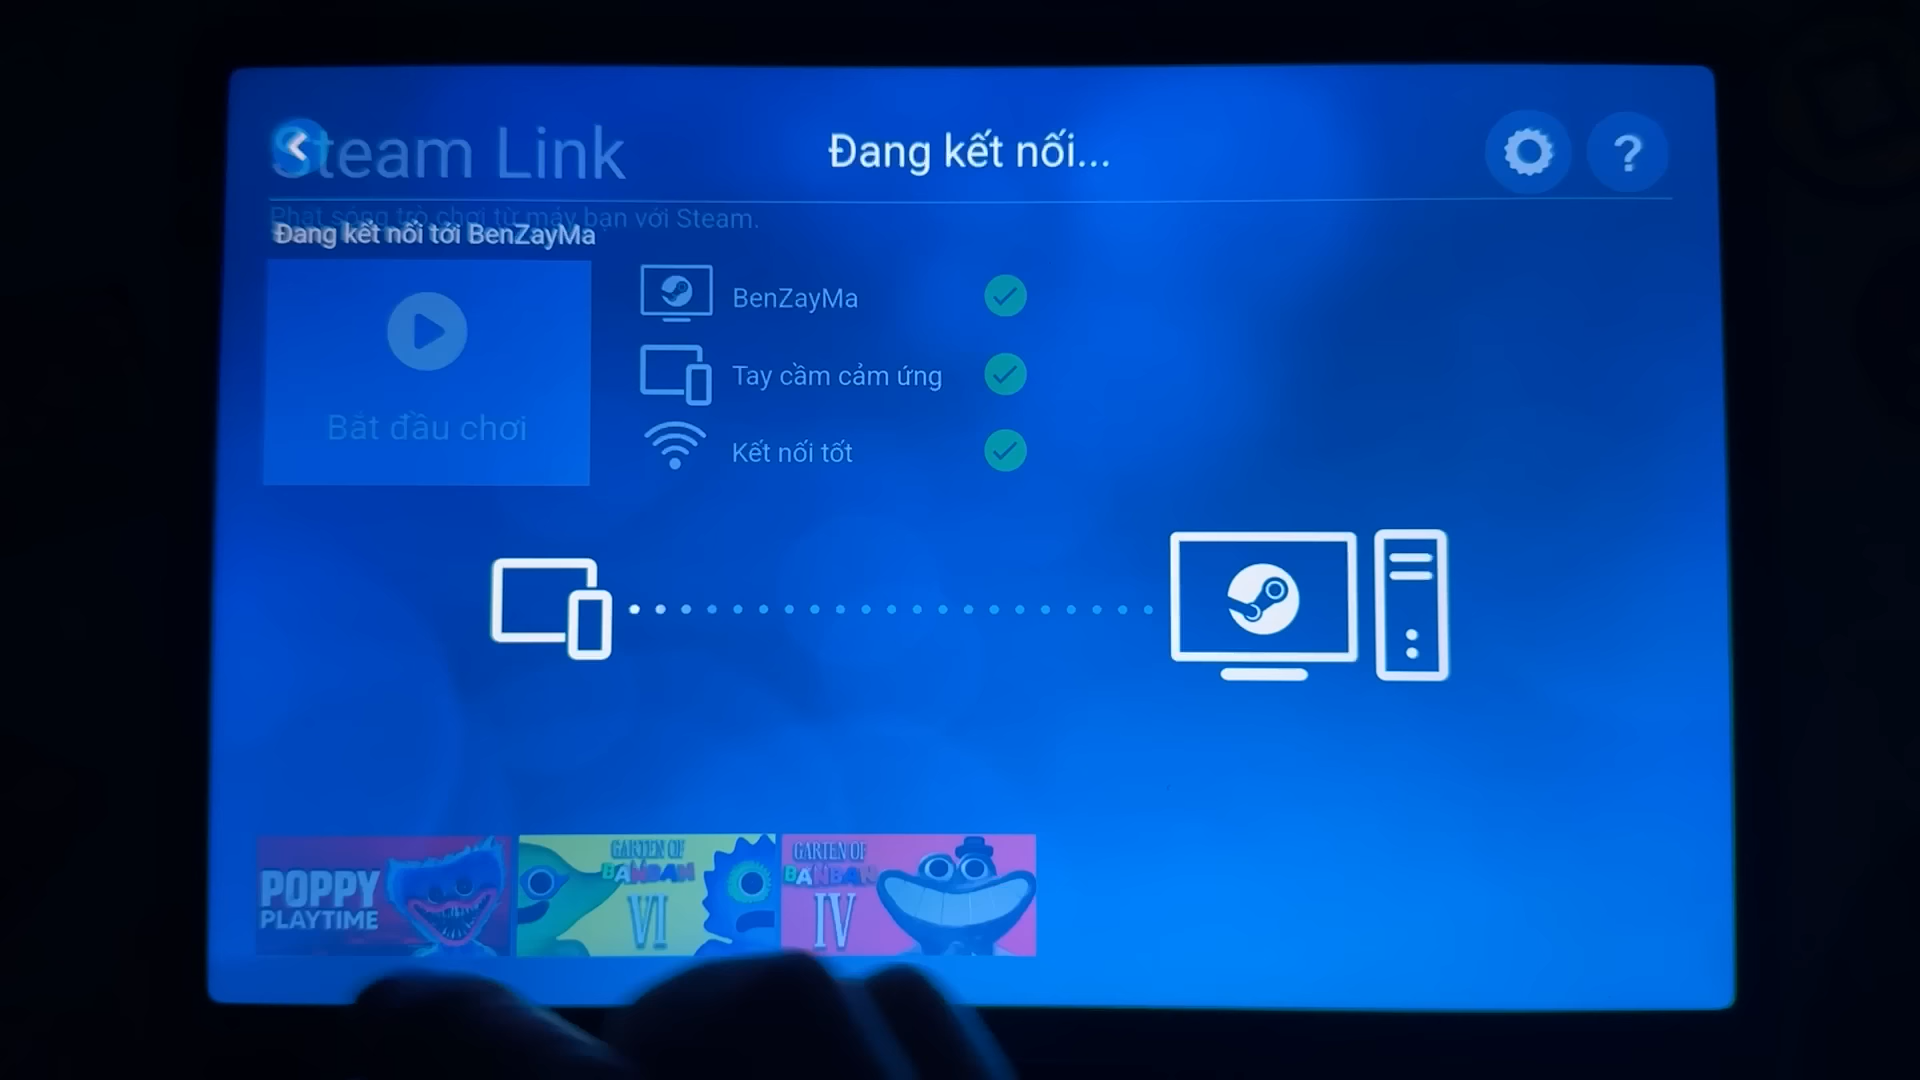 Steam Link
Đang kết nối...
?
Phát sóng trò chơi từ máy bạn với Steam.
Đang kết nối tới BenZayMa
BenZayMa
Tay cầm cảm ứng
Kết nối tốt
Bắt đầu chơi
POPPY
PLAYTIME
GARTEN OF
BANBAN
VI
GARTEN OF
BANBAN
IV